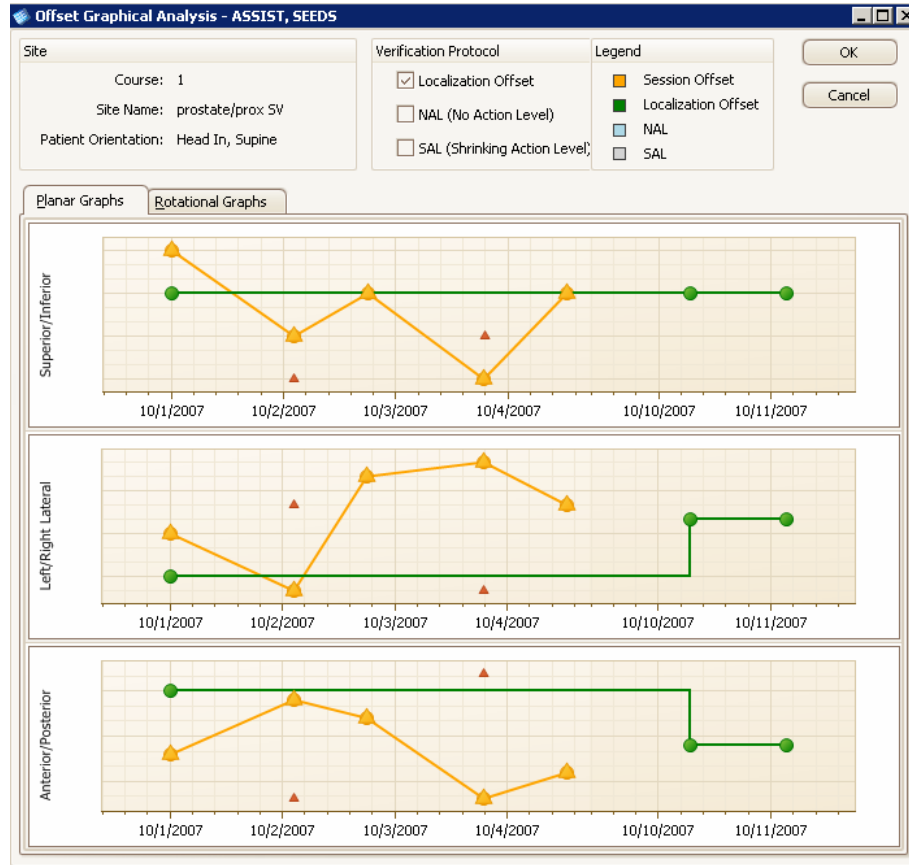 Offset Graphical Analysis - ASSIST, SEEDS
Site
Course: 1
Site Name: prostate/prox SV
Patient Orientation: Head In, Supine
Verification Protocol
Localization Offset
NAL (No Action Level)
SAL (Shrinking Action Level)
Legend
Session Offset
Localization Offset
NAL
SAL
OK
Cancel
Planar Graphs
Rotational Graphs
Superior/Inferior
10/1/2007 10/2/2007 10/3/2007 10/4/2007 10/10/2007 10/11/2007
Left/Right Lateral
10/1/2007 10/2/2007 10/3/2007 10/4/2007 10/10/2007 10/11/2007
Anterior/Posterior
10/1/2007 10/2/2007 10/3/2007 10/4/2007 10/10/2007 10/11/2007